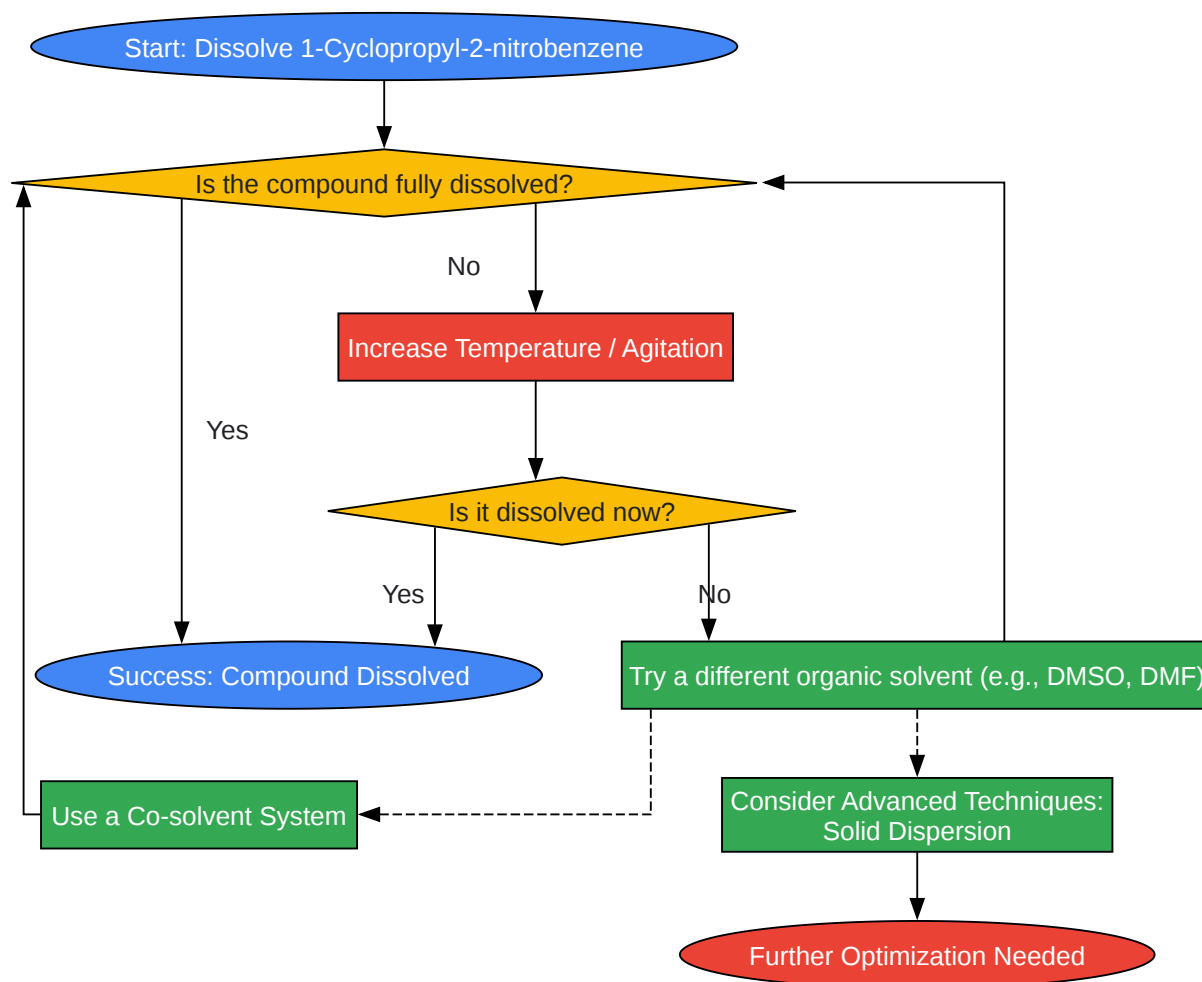 Start: Dissolve 1-Cyclopropyl-2-nitrobenzene
Is the compound fully dissolved?
No
Increase Temperature / Agitation
Yes
Is it dissolved now?
Yes
No
Success: Compound Dissolved
Try a different organic solvent (e.g., DMSO, DMF)
Use a Co-solvent System
Consider Advanced Techniques:
Solid Dispersion
Further Optimization Needed